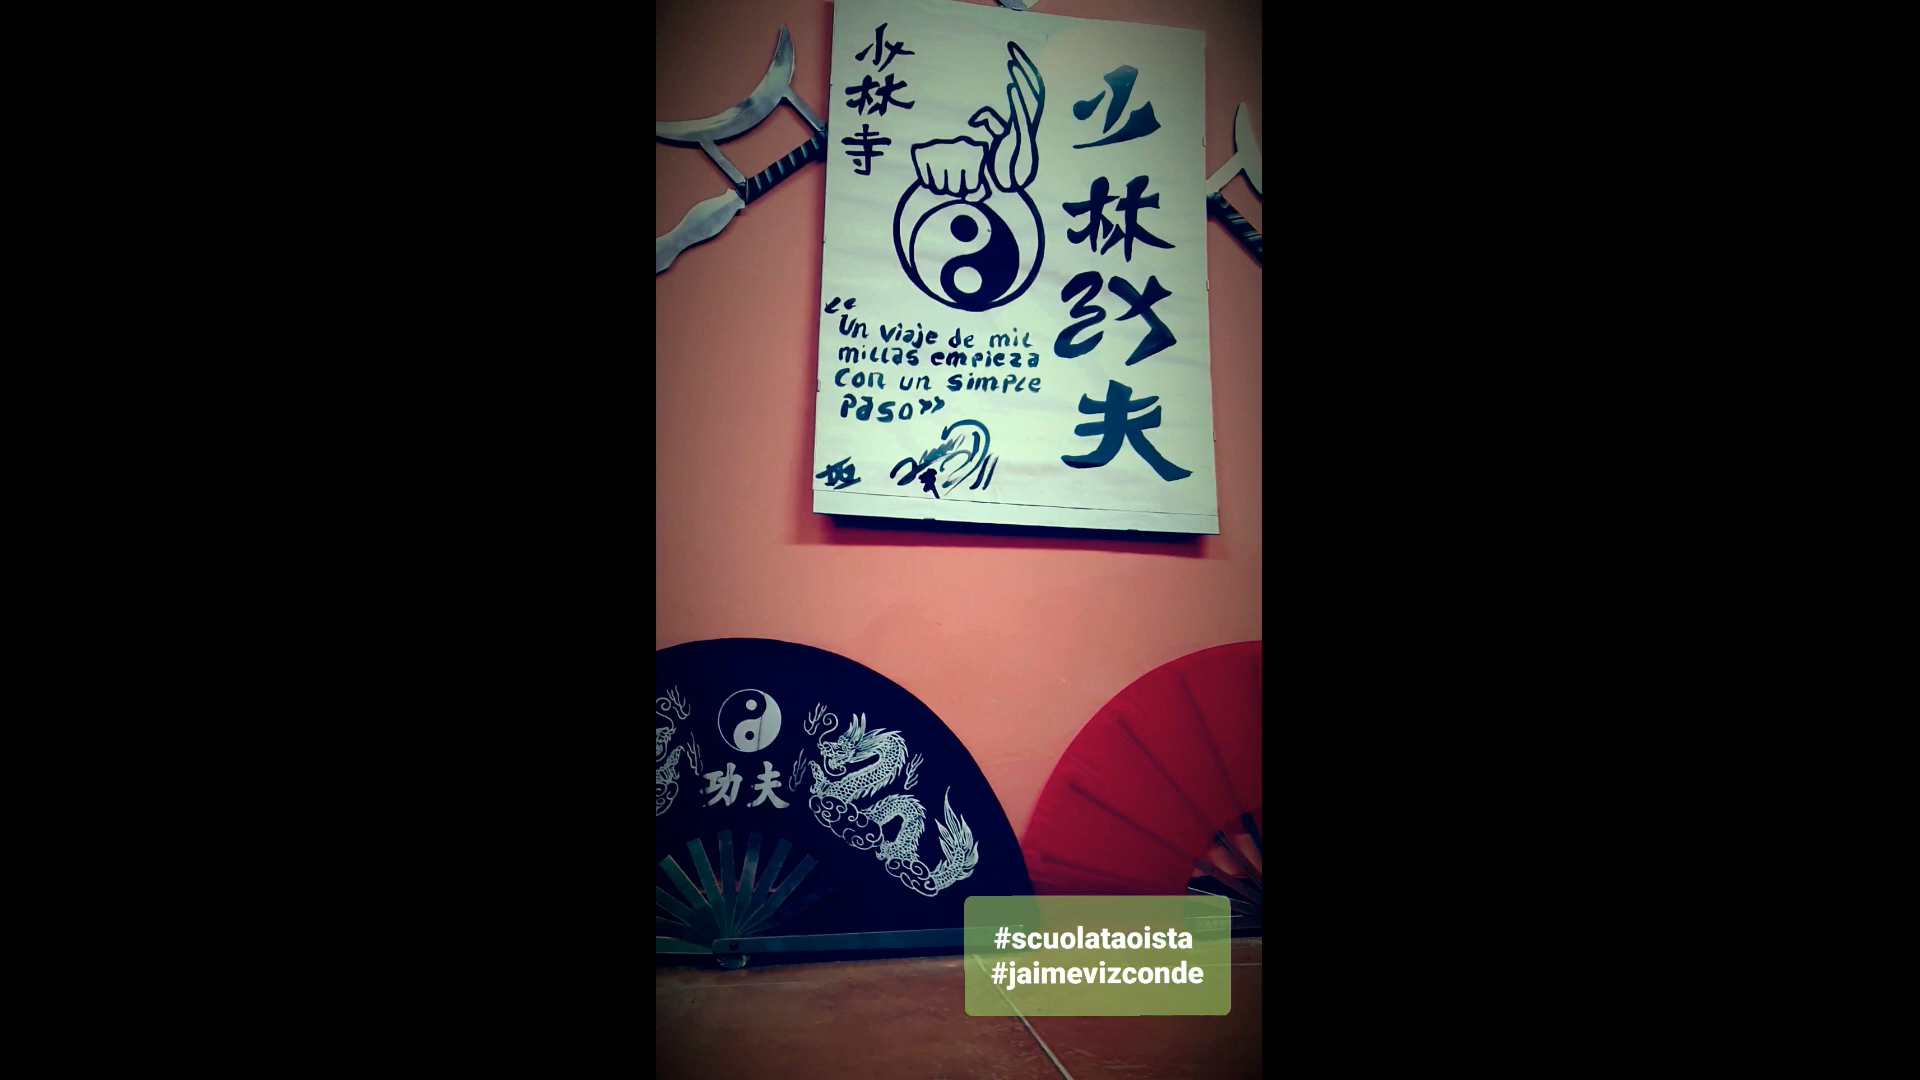 少林寺
少林功夫
“Un viaje de mil
millas empieza
con un simple
paso»
功夫
#scuolataoista
#jaimevizconde